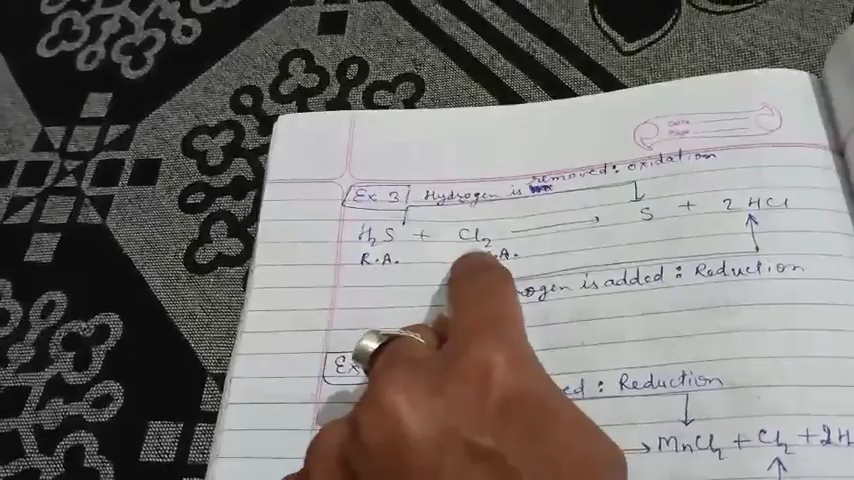 Date
Page
Ex 3 Hydrogen is removed : oxidation
H₂S + Cl₂ → S + 2 HCl
R.A. .A.
ogen is added : Reduction
Ex ed : Reduction
→ MnCl₂ + Cl₂ + 2H